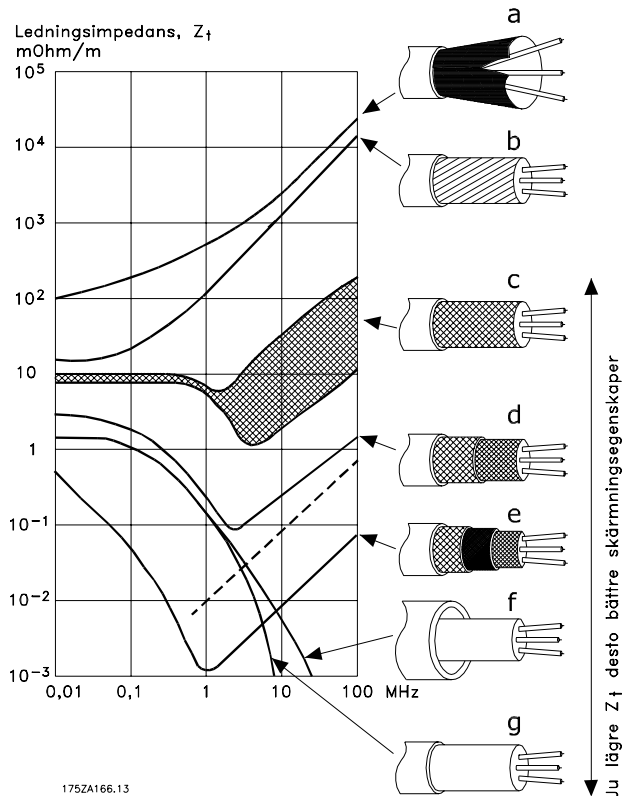 Ledningsimpedans, Zt
mOhm/m
a
10⁵
10⁴
b
10³
c
10²
10
d
1
e
10⁻¹
f
10⁻²
10⁻³
0,01 0,1 1 10 100 MHz
g
175ZA166.13
Ju lägre Zt desto bättre skärmningsegenskaper